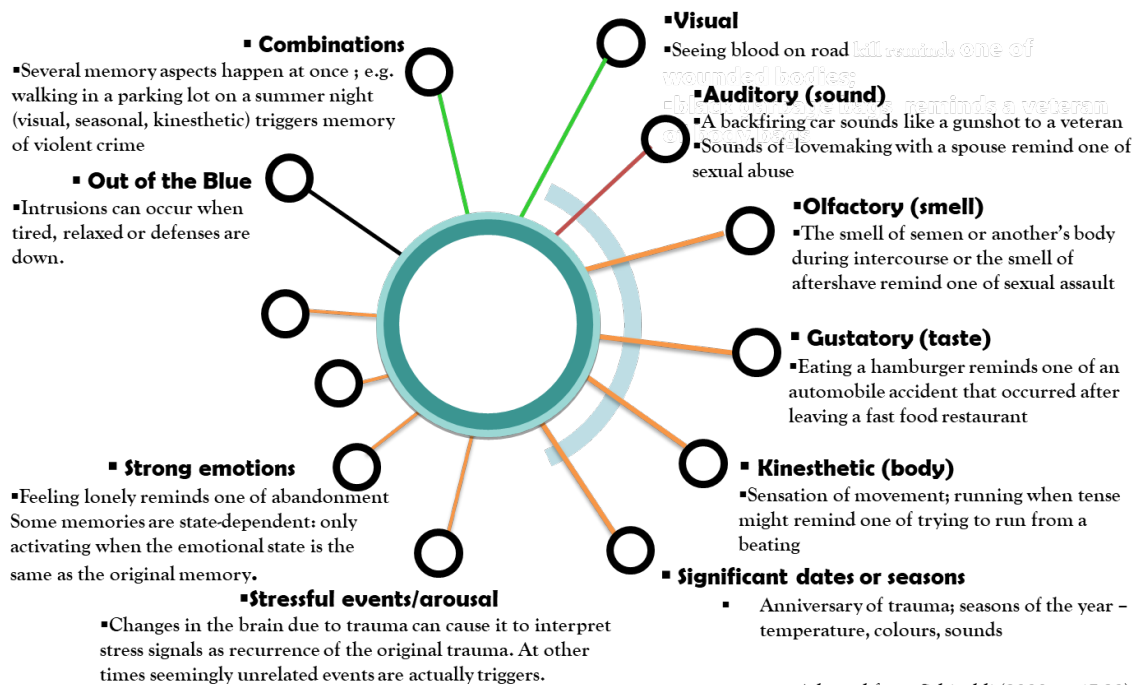 ▪Visual
▪Seeing blood on road kill reminds one of
wounded bodies;
▪Auditory (sound)
▪A backfiring car sounds like a gunshot to a veteran
▪Sounds of lovemaking with a spouse remind one of
sexual abuse
▪Olfactory (smell)
▪The smell of semen or another's body
during intercourse or the smell of
aftershave remind one of sexual assault
▪ Gustatory (taste)
▪Eating a hamburger reminds one of an
automobile accident that occurred after
leaving a fast food restaurant
▪ Kinesthetic (body)
▪Sensation of movement; running when tense
might remind one of trying to run from a
beating
▪ Significant dates or seasons
▪ Anniversary of trauma; seasons of the year –
temperature, colours, sounds
▪Stressful events/arousal
▪Changes in the brain due to trauma can cause it to interpret
stress signals as recurrence of the original trauma. At other
times seemingly unrelated events are actually triggers.
▪ Strong emotions
▪Feeling lonely reminds one of abandonment
Some memories are state-dependent: only
activating when the emotional state is the
same as the original memory.
▪ Out of the Blue
▪Intrusions can occur when
tired, relaxed or defenses are
down.
▪ Combinations
▪Several memory aspects happen at once ; e.g.
walking in a parking lot on a summer night
(visual, seasonal, kinesthetic) triggers memory
of violent crime